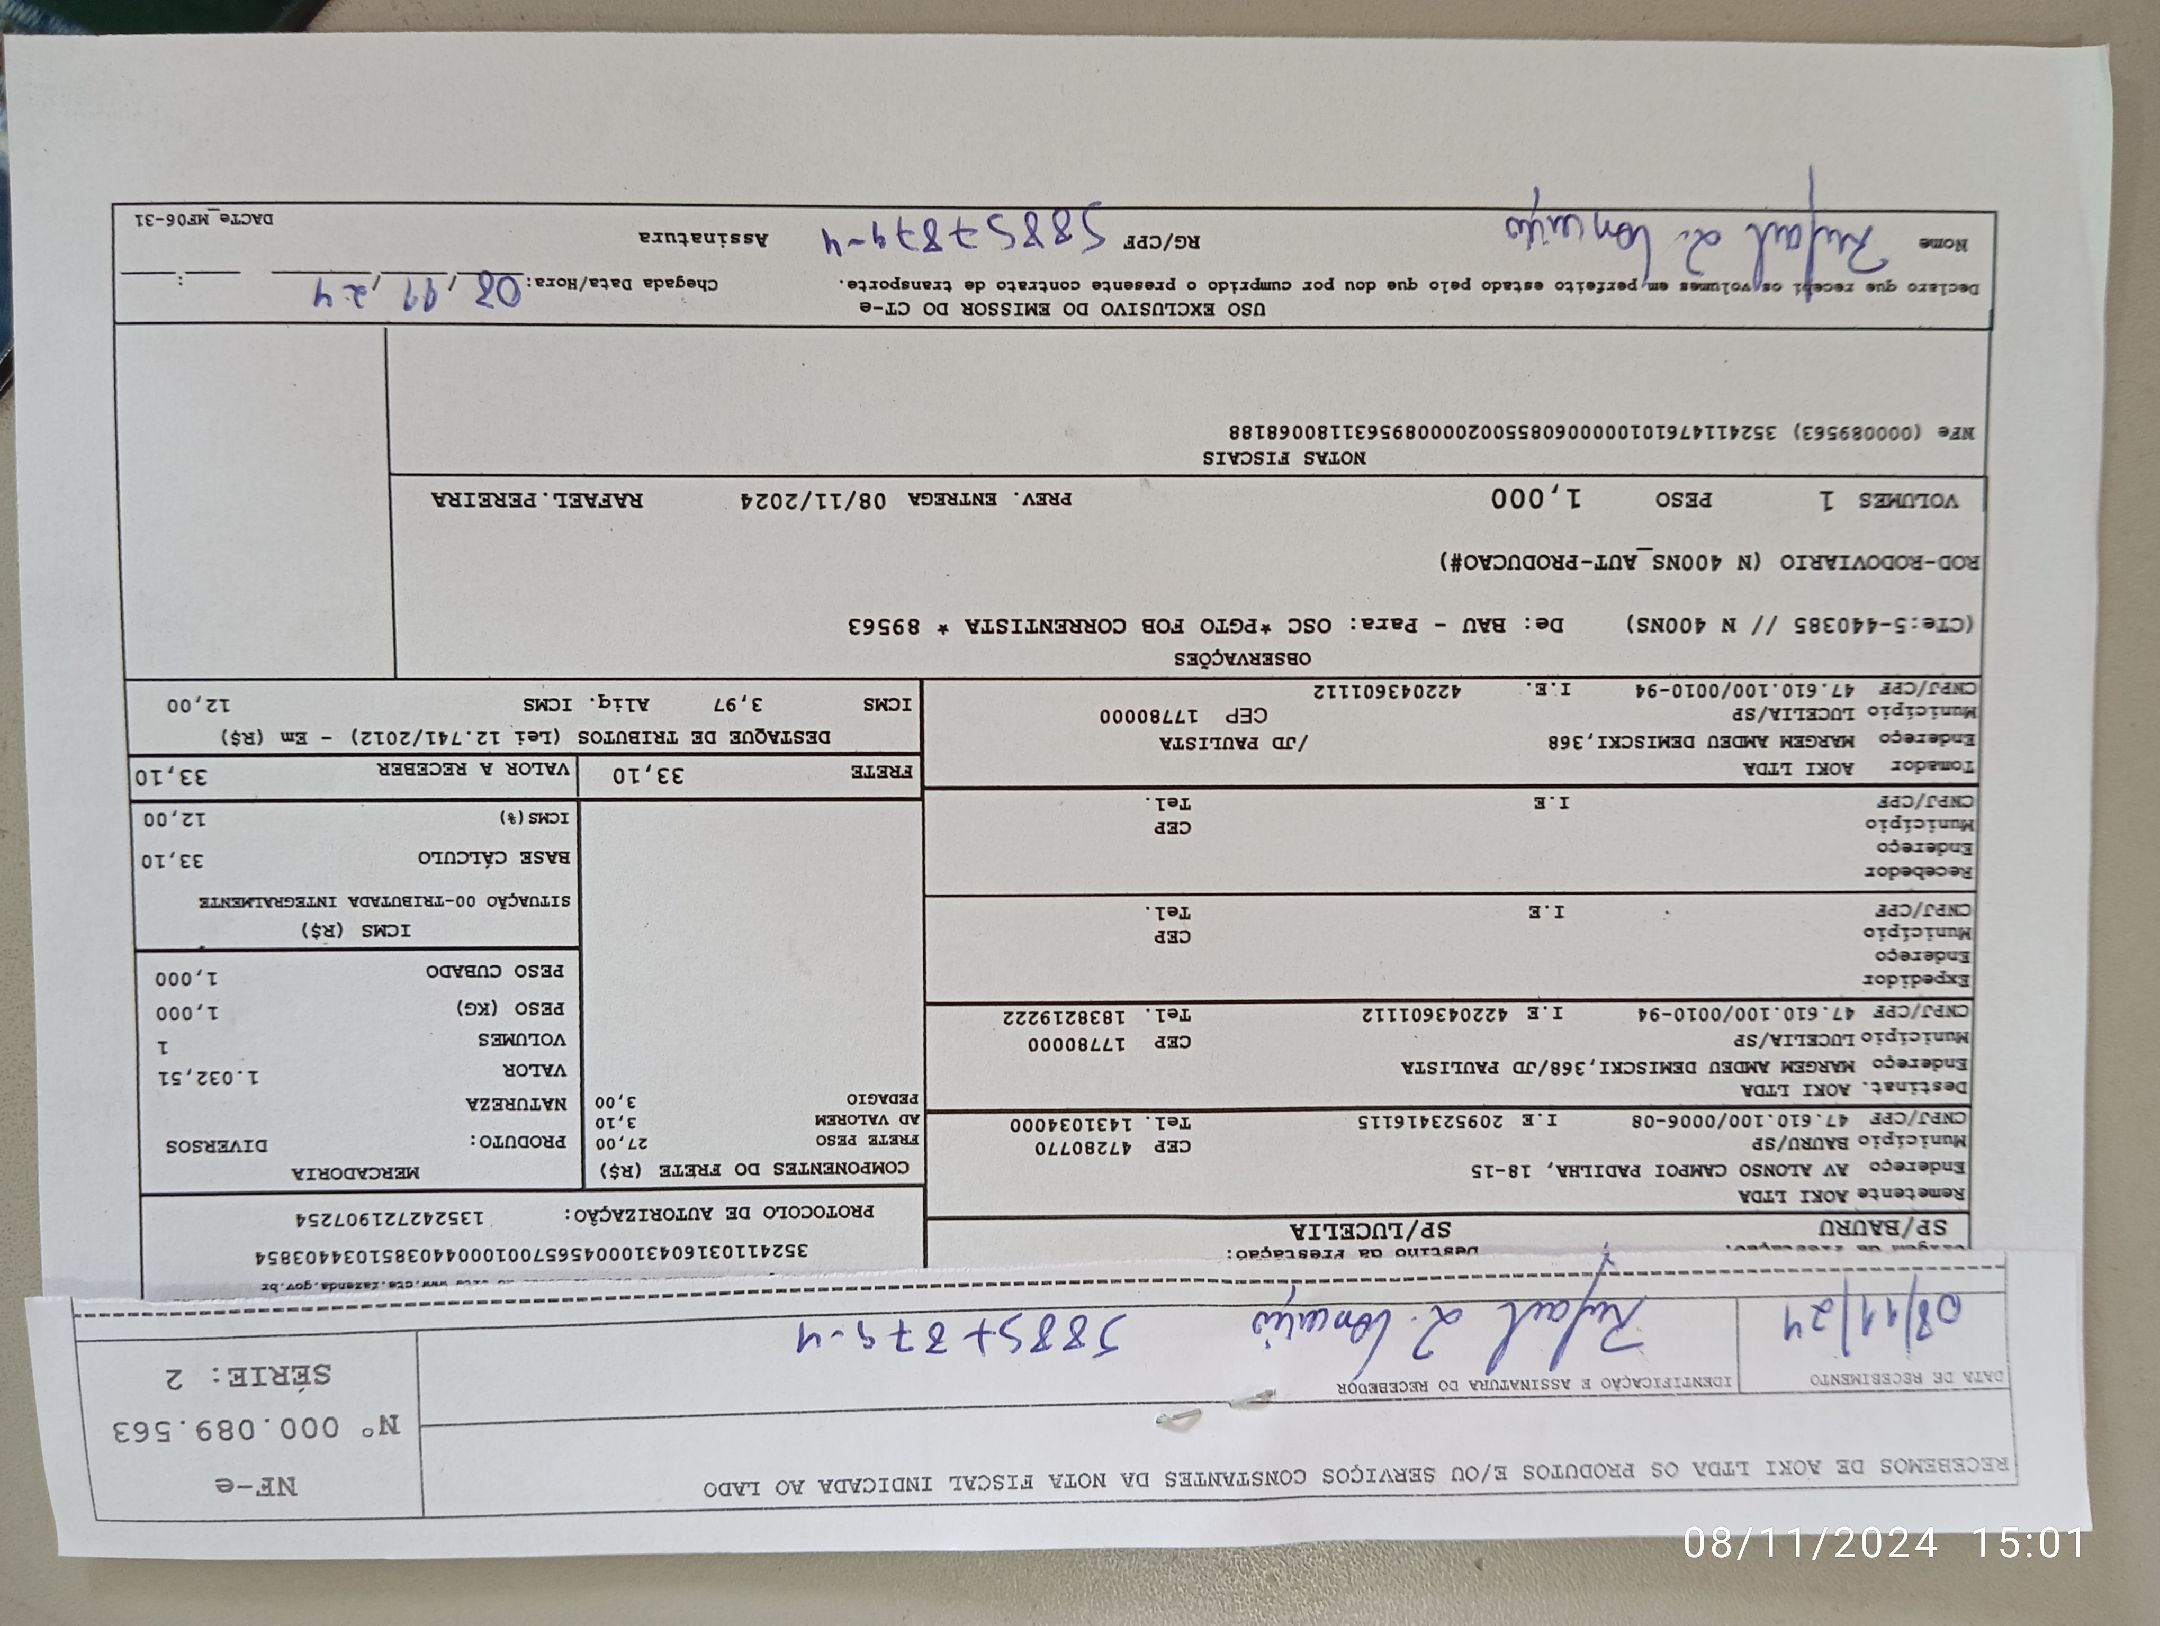 RECEBEMOS DE AOKI LTDA OS PRODUTOS E/OU SERVIÇOS CONSTANTES DA NOTA FISCAL INDICADA AO LADO
NF-e
Nº 000.089.563
SÉRIE: 2
DATA DE RECEBIMENTO
IDENTIFICAÇÃO E ASSINATURA DO RECEBEDOR
08/11/24
58857879-4
www.cte.fazenda.gov.br
Destino da Prestação:
SP/BAURU SP/LUCELIA
35241103160431000456570010004403851034403854
PROTOCOLO DE AUTORIZAÇÃO: 135242721907254
Remetente AOKI LTDA
Endereço AV ALONSO CAMPOI PADILHA, 18-15
Município BAURU/SP CEP 47280770
CNPJ/CPF 47.610.100/0006-08 I.E 209523416115 Tel. 1431034000
Destinat. AOKI LTDA
Endereço MARGEM AMDEU DEMISCKI,368/JD PAULISTA
Município LUCELIA/SP CEP 17780000
CNPJ/CPF 47.610.100/0010-94 I.E 422043601112 Tel. 1838219222
Expedidor
Endereço
Município CEP
CNPJ/CPF I.E Tel.
Recebedor
Endereço
Município CEP
CNPJ/CPF I.E Tel.
Tomador AOKI LTDA
Endereço MARGEM AMDEU DEMISCKI,368 /JD PAULISTA
Município LUCELIA/SP CEP 17780000
CNPJ/CPF 47.610.100/0010-94 I.E. 422043601112
COMPONENTES DO FRETE (R$)
FRETE PESO 27,00
AD VALOREM 3,10
PEDAGIO 3,00
MERCADORIA
PRODUTO: DIVERSOS
NATUREZA
VALOR 1.032,51
VOLUMES 1
PESO (KG) 1,000
PESO CUBADO 1,000
ICMS (R$)
SITUAÇÃO 00-TRIBUTADA INTEGRALMENTE
BASE CÁLCULO 33,10
ICMS(%) 12,00
FRETE 33,10 VALOR A RECEBER 33,10
DESTAQUE DE TRIBUTOS (Lei 12.741/2012) - Em (R$)
ICMS 3,97 Aliq. ICMS 12,00
OBSERVAÇÕES
(CTe:5-440385 // N 400NS) De: BAU - Para: OSC *PGTO FOB CORRENTISTA * 89563
ROD-RODOVIARIO (N 400NS_AUT-PRODUCAO#)
VOLUMES 1 PESO 1,000 PREV. ENTREGA 08/11/2024 RAFAEL.PEREIRA
NOTAS FISCAIS
NFe (000089563) 35241147610100000608550020000895631180068188
USO EXCLUSIVO DO EMISSOR DO CT-e
Declaro que recebi os volumes em perfeito estado pelo que dou por cumprido o presente contrato de transporte. Chegada Data/Hora: 08/11/24 __:__
Nome RG/CPF 58857879-4 Assinatura
DACTe_MF06-31
08/11/2024 15:01